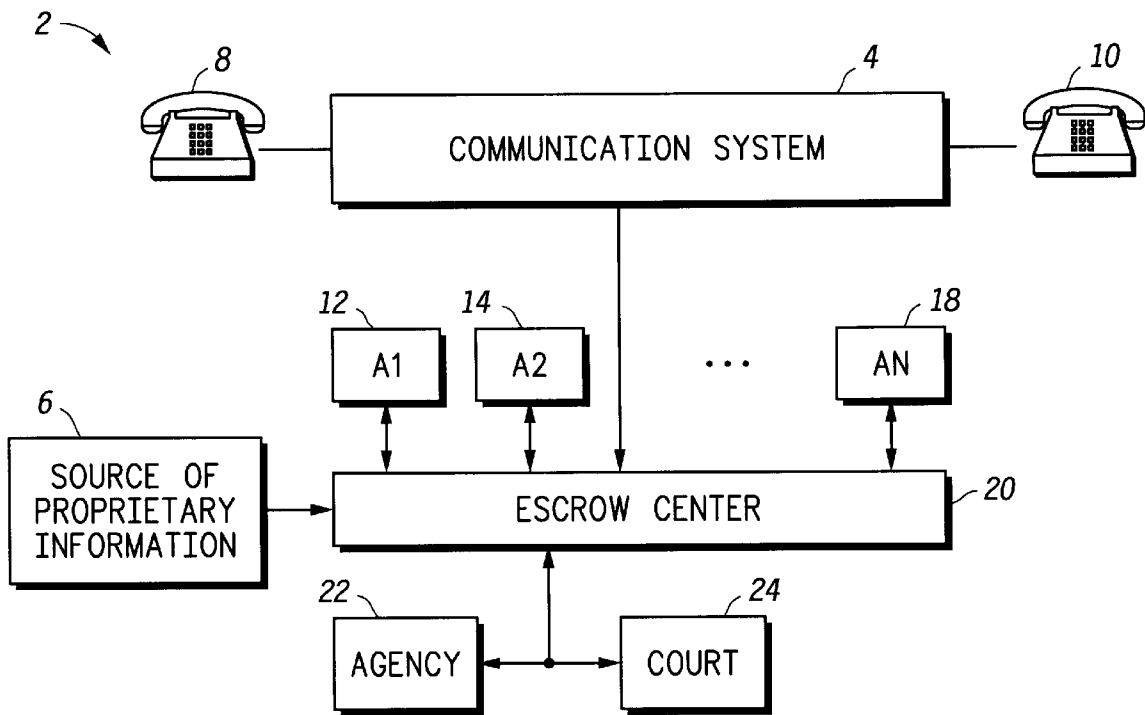 2
8
4
10
COMMUNICATION SYSTEM
12
14
18
A1
A2
...
AN
6
SOURCE OF
PROPRIETARY
INFORMATION
ESCROW CENTER
20
22
24
AGENCY
COURT